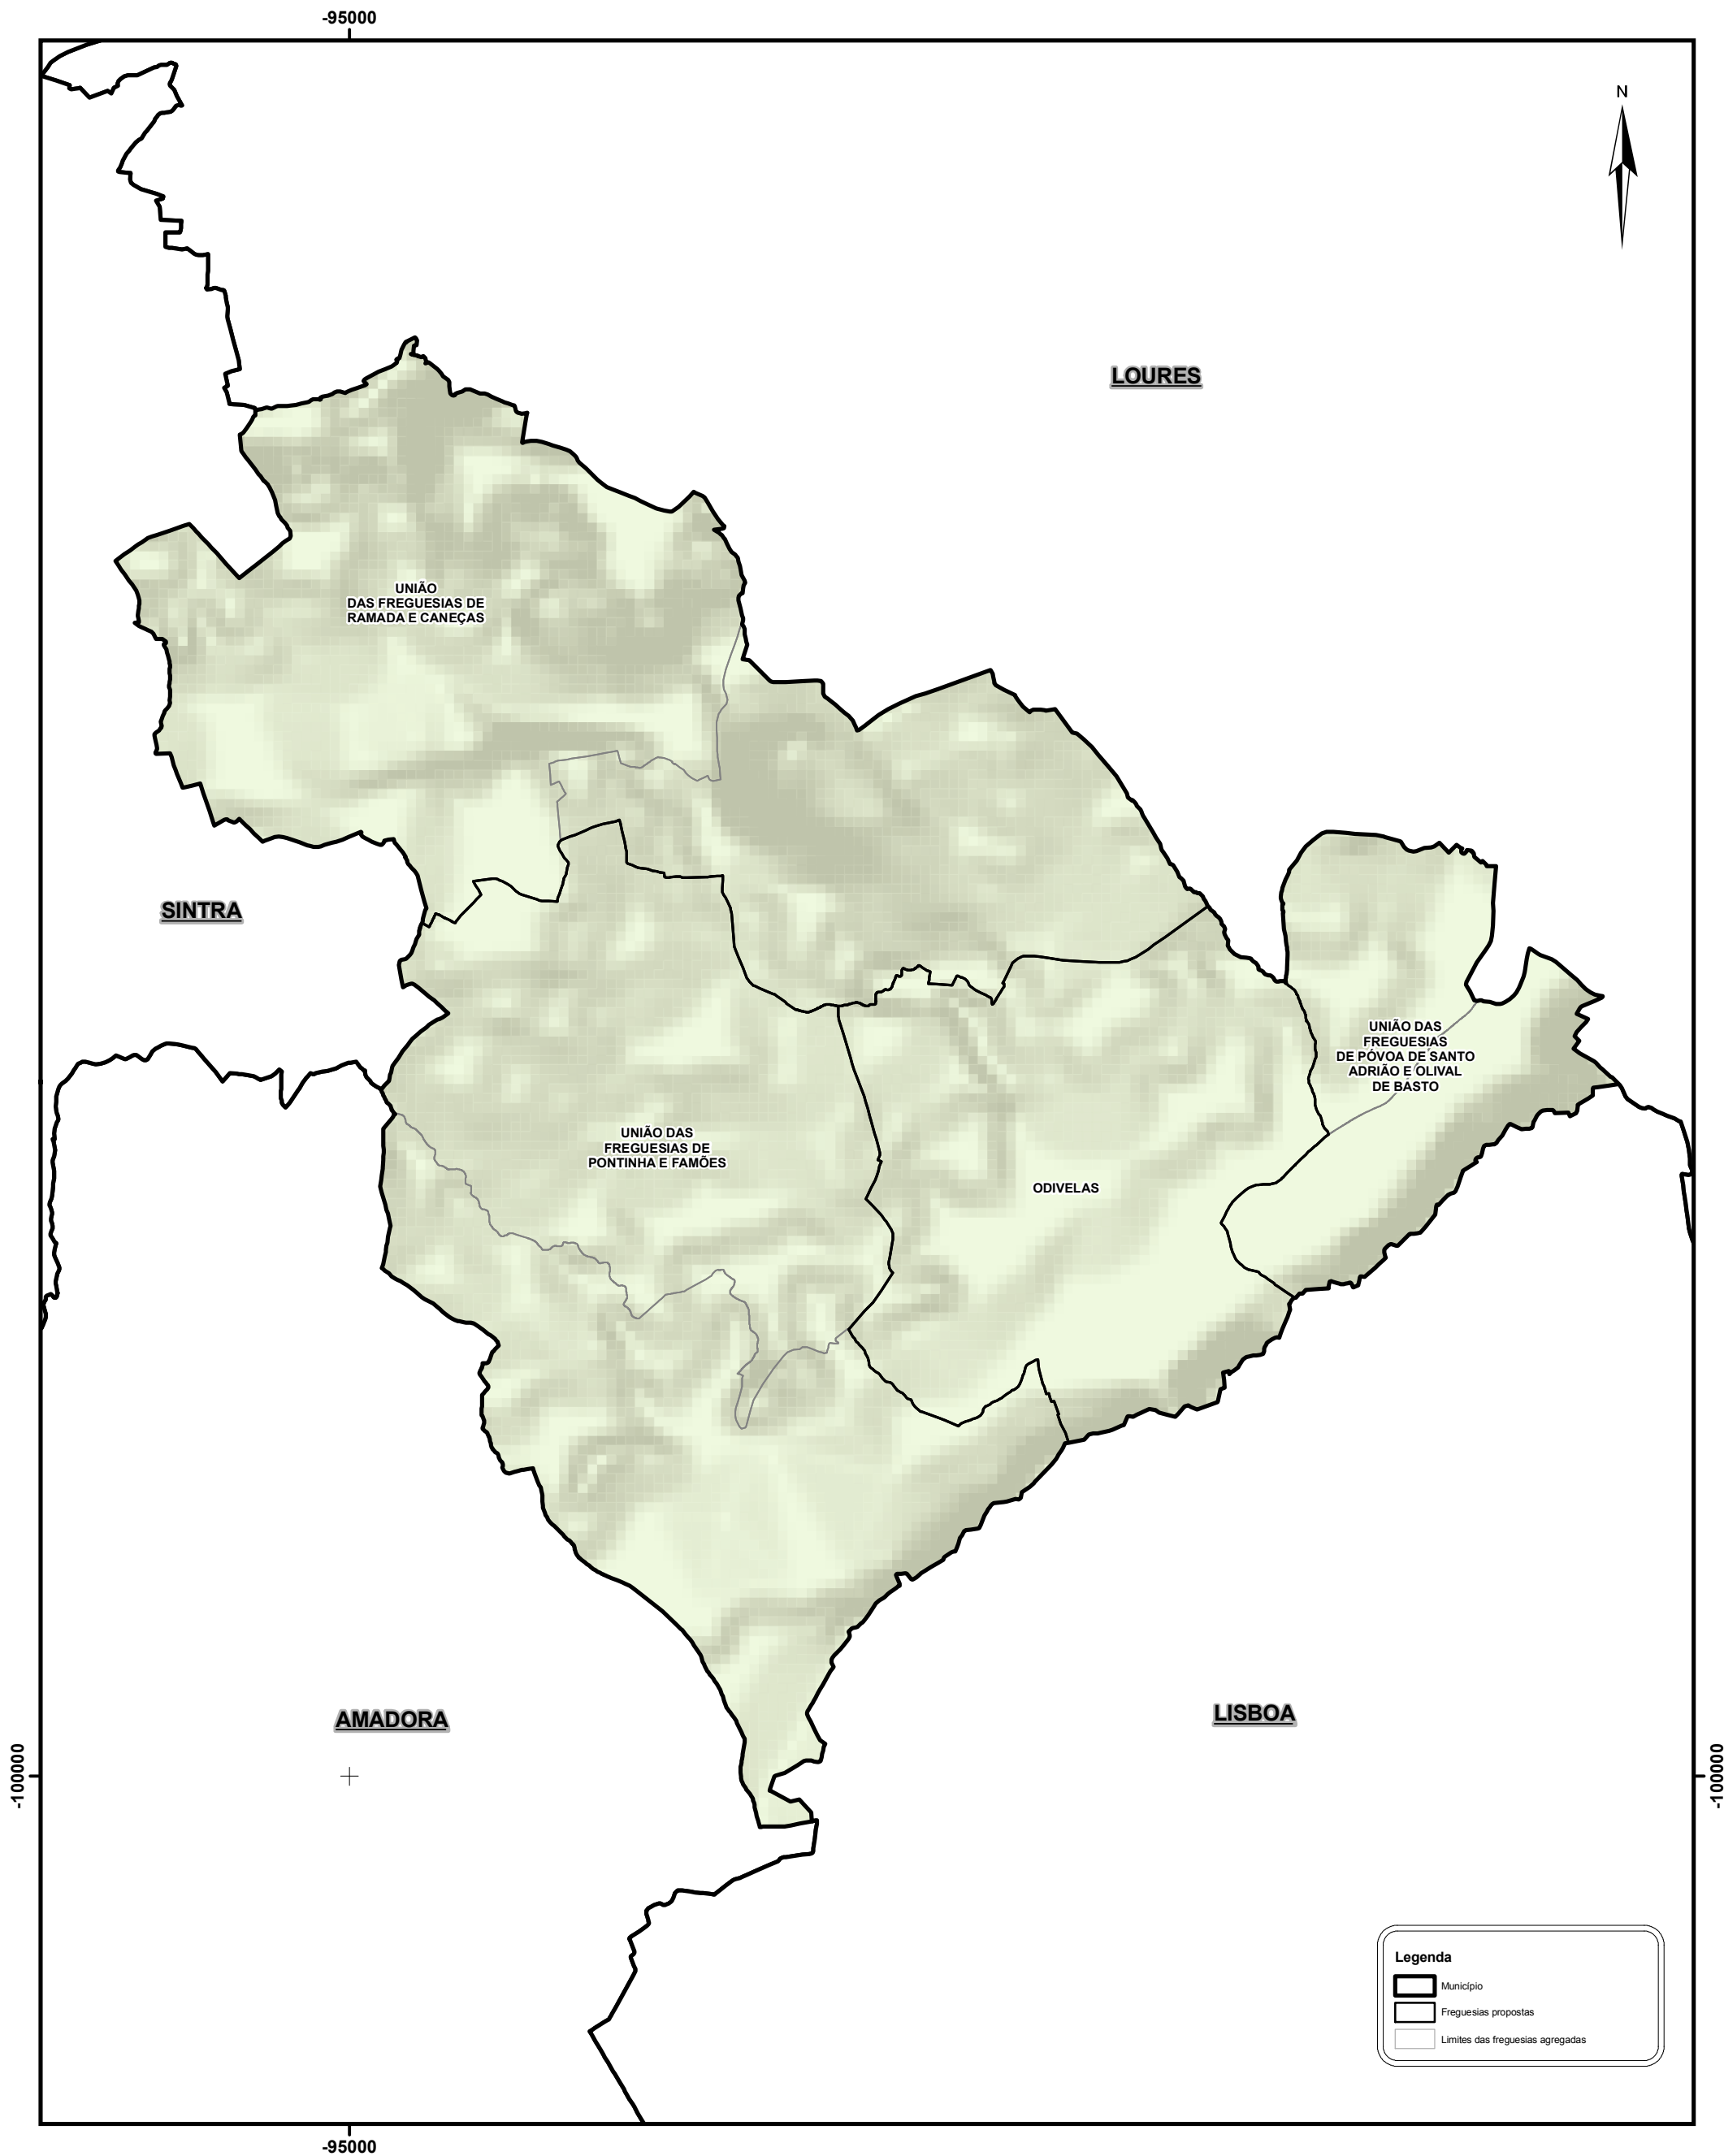 -95000
N
LOURES
UNIÃO
DAS FREGUESIAS DE
RAMADA E CANEÇAS
SINTRA
UNIÃO DAS
FREGUESIAS
DE PÓVOA DE SANTO
ADRIÃO E OLIVAL
DE BASTO
UNIÃO DAS
FREGUESIAS DE
PONTINHA E FAMÕES
ODIVELAS
AMADORA
LISBOA
-100000
-100000
Legenda
Município
Freguesias propostas
Limites das freguesias agregadas
-95000